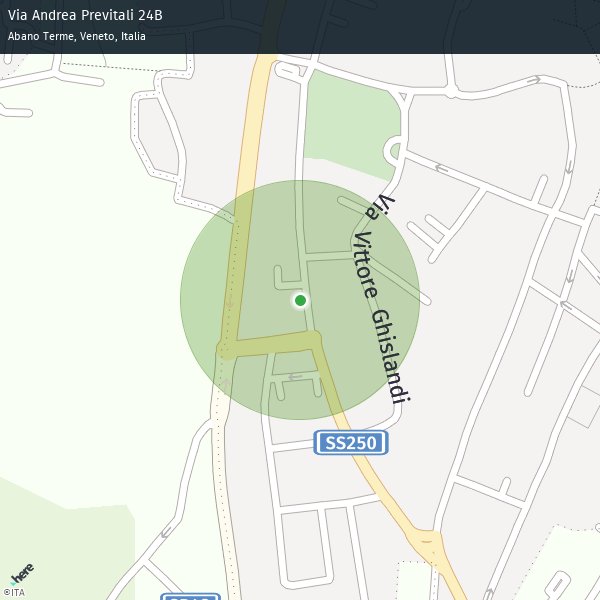 Via Andrea Previtali 24B
Abano Terme, Veneto, Italia
Via Vittore Ghislandi
SS250
here
©ITA